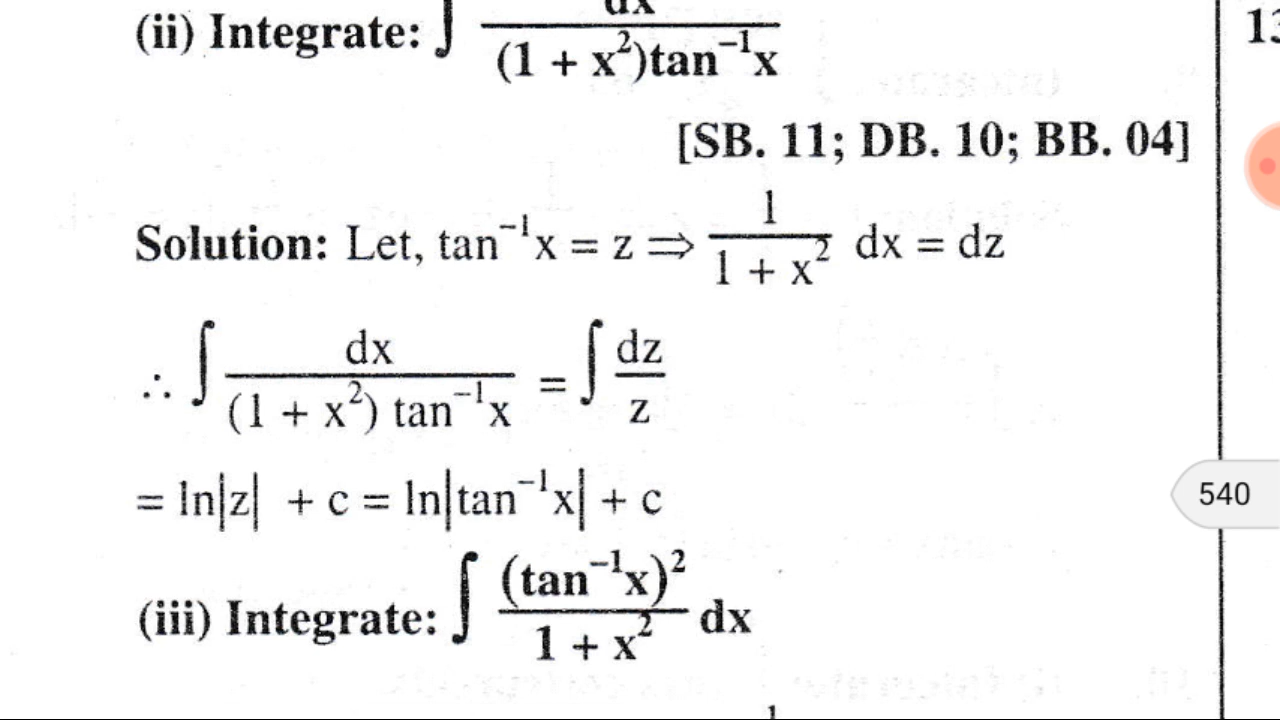 (ii) Integrate: ∫ dx / (1 + x²)tan⁻¹x
[SB. 11; DB. 10; BB. 04]
Solution: Let, tan⁻¹x = z ⇒ 1 / 1 + x² dx = dz
∴ ∫ dx / (1 + x²) tan⁻¹x = ∫ dz / z
= ln|z| + c = ln|tan⁻¹x| + c
(iii) Integrate: ∫ (tan⁻¹x)² / 1 + x² dx
540